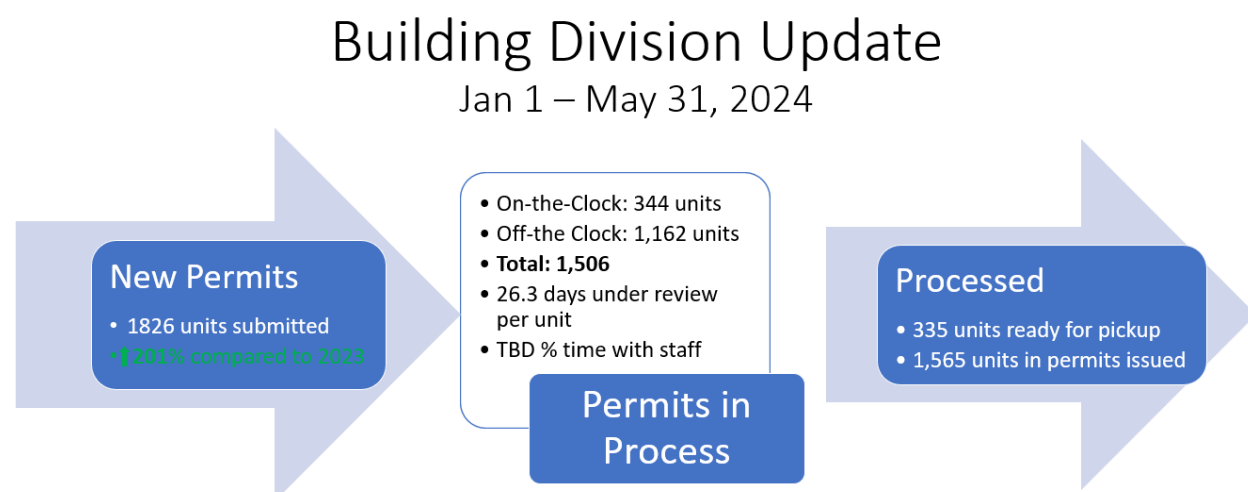 Building Division Update
Jan 1 – May 31, 2024
New Permits
• 1826 units submitted
• ⬆201% compared to 2023
• On-the-Clock: 344 units
• Off-the Clock: 1,162 units
• Total: 1,506
• 26.3 days under review
per unit
• TBD % time with staff
Permits in
Process
Processed
• 335 units ready for pickup
• 1,565 units in permits issued